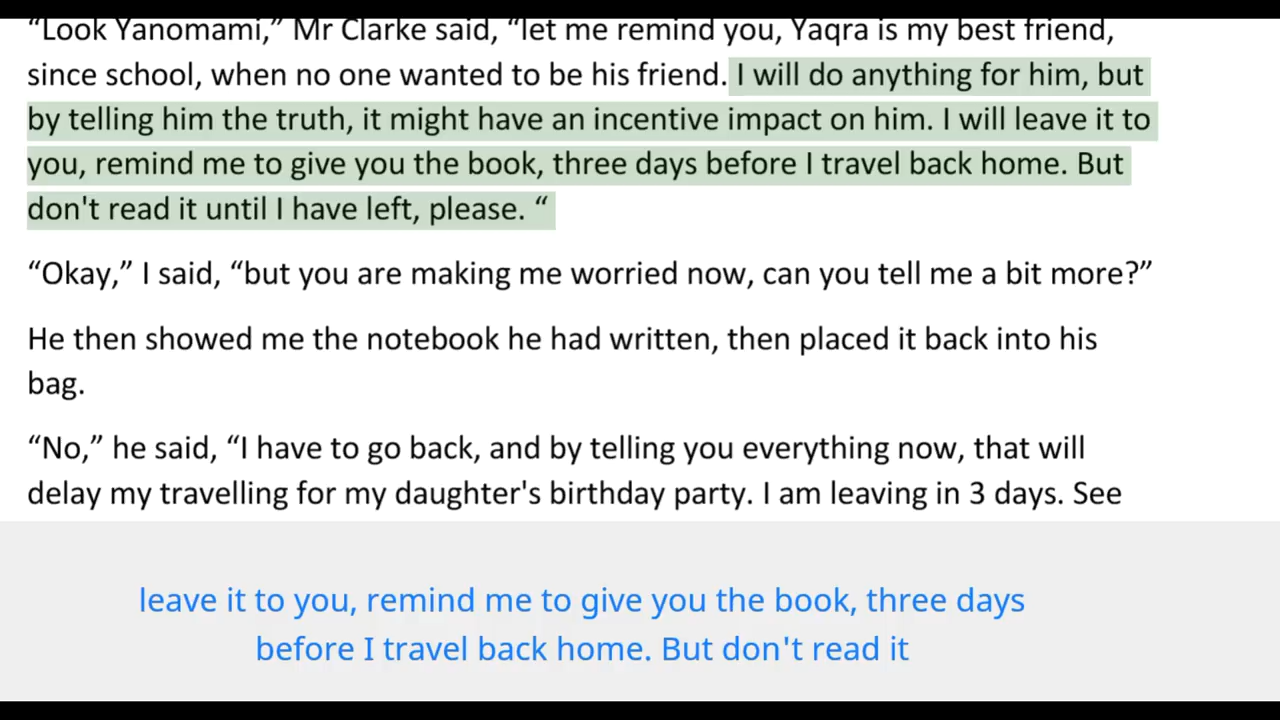 “Look Yanomami,” Mr Clarke said, “let me remind you, Yaqra is my best friend,
since school, when no one wanted to be his friend. I will do anything for him, but
by telling him the truth, it might have an incentive impact on him. I will leave it to
you, remind me to give you the book, three days before I travel back home. But
don't read it until I have left, please. “
“Okay,” I said, “but you are making me worried now, can you tell me a bit more?”
He then showed me the notebook he had written, then placed it back into his
bag.
“No,” he said, “I have to go back, and by telling you everything now, that will
delay my travelling for my daughter's birthday party. I am leaving in 3 days. See
leave it to you, remind me to give you the book, three days
before I travel back home. But don't read it